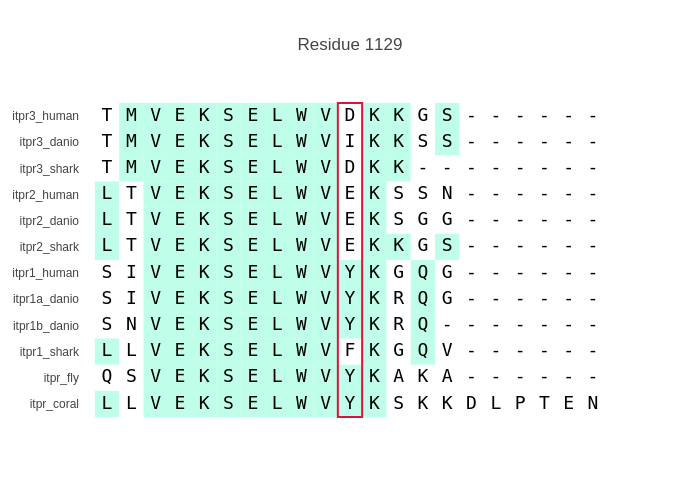 Residue 1129
itpr3_human T M V E K S E L W V D K K G S - - - - - -
itpr3_danio T M V E K S E L W V I K K S S - - - - - -
itpr3_shark T M V E K S E L W V D K K - - - - - - - -
itpr2_human L T V E K S E L W V E K S S N - - - - - -
itpr2_danio L T V E K S E L W V E K S G G - - - - - -
itpr2_shark L T V E K S E L W V E K K G S - - - - - -
itpr1_human S I V E K S E L W V Y K G Q G - - - - - -
itpr1a_danio S I V E K S E L W V Y K R Q G - - - - - -
itpr1b_danio S N V E K S E L W V Y K R Q - - - - - - -
itpr1_shark L L V E K S E L W V F K G Q V - - - - - -
itpr_fly Q S V E K S E L W V Y K A K A - - - - - -
itpr_coral L L V E K S E L W V Y K S K K D L P T E N